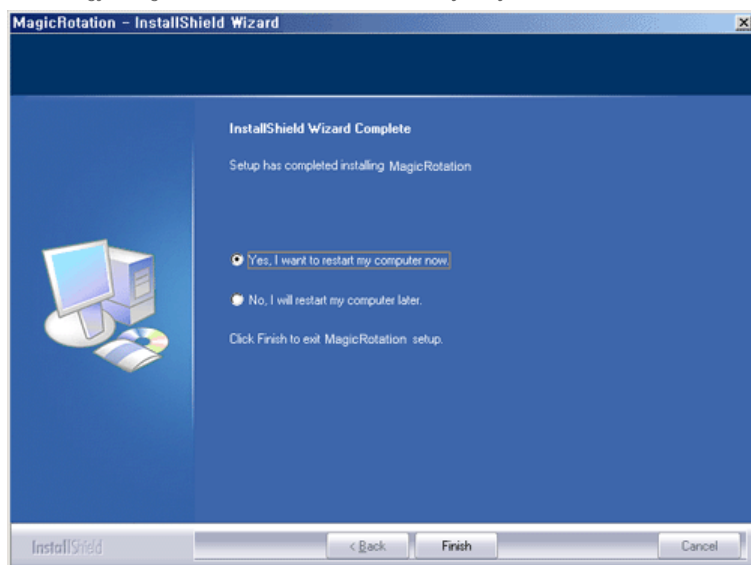 MagicRotation - InstallShield Wizard
InstallShield Wizard Complete
Setup has completed installing MagicRotation
Yes, I want to restart my computer now.
No, I will restart my computer later.
Click Finish to exit MagicRotation setup.
InstallShield
< Back
Finish
Cancel